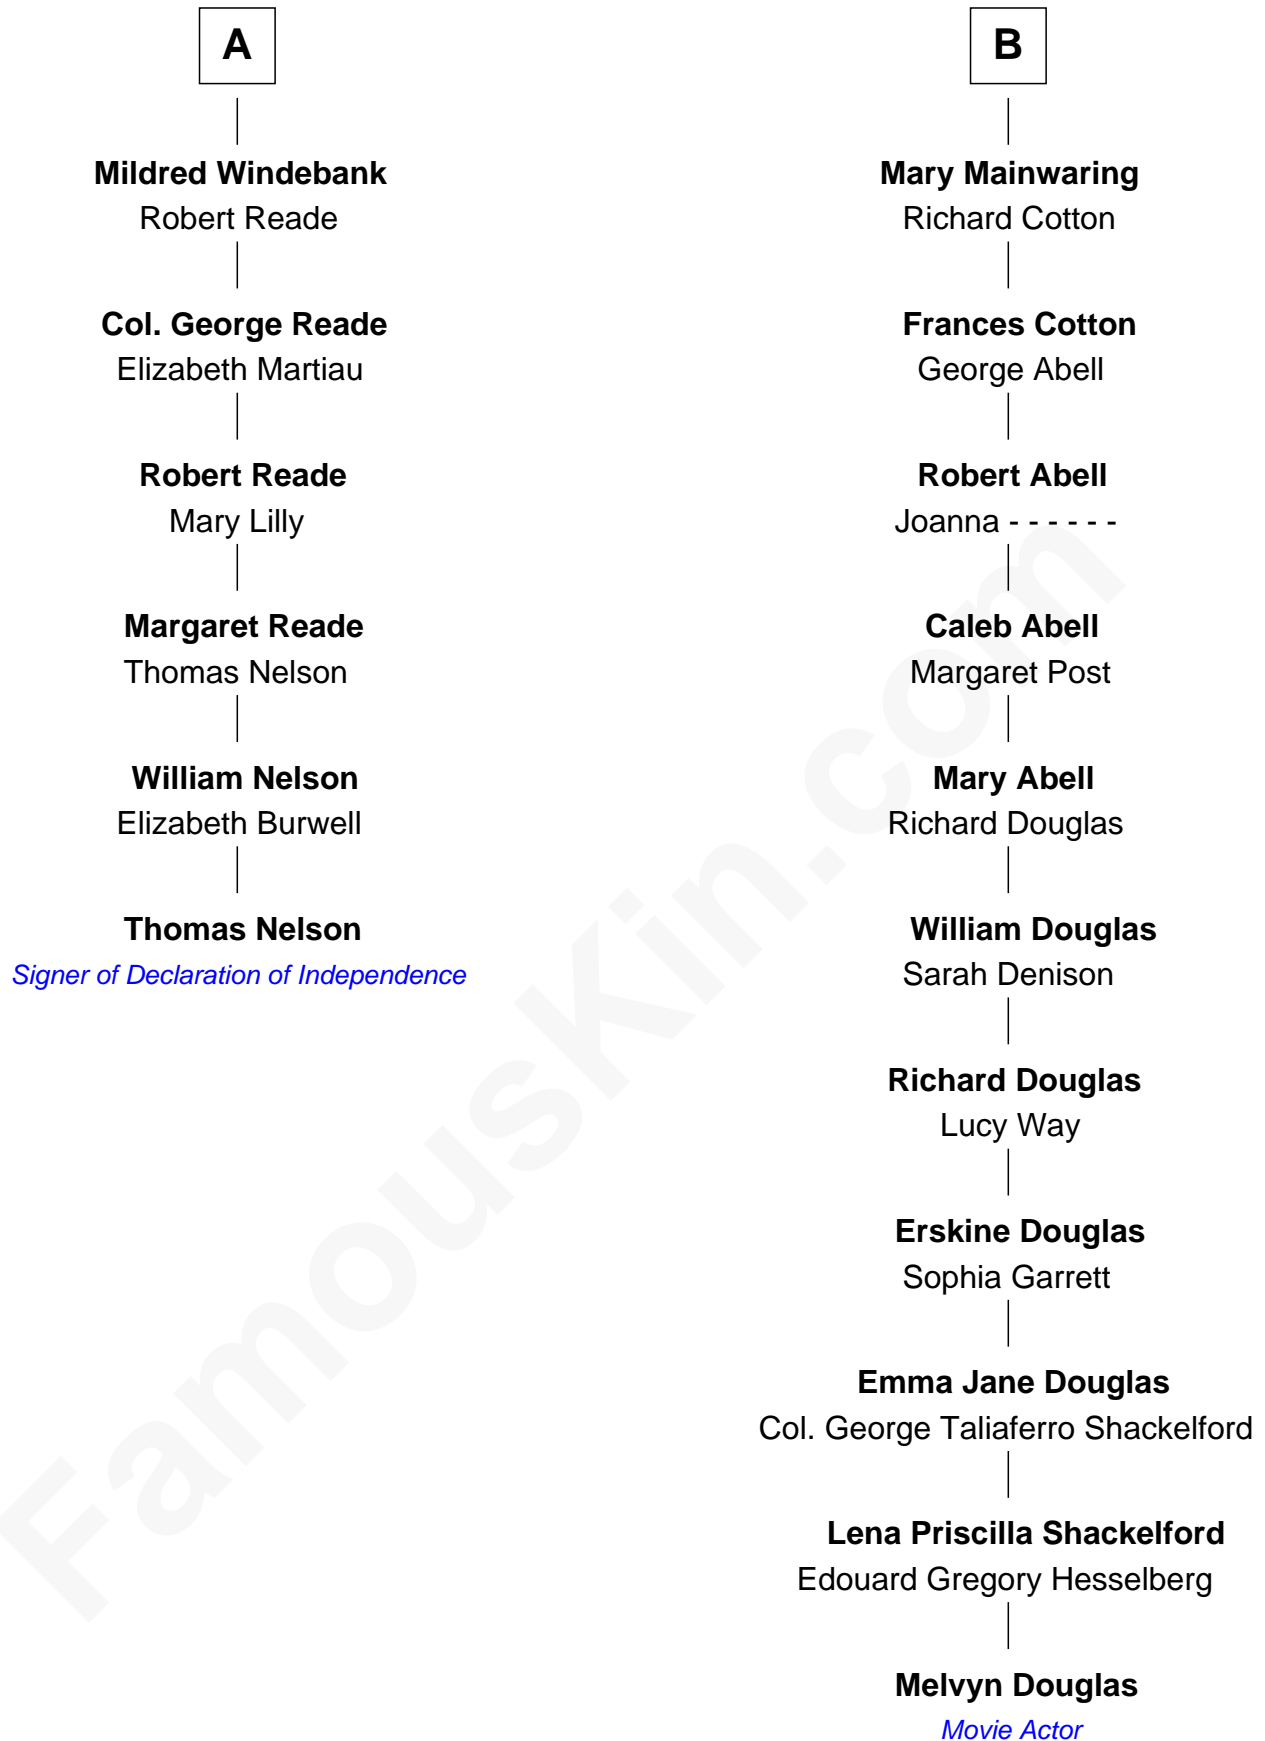 A
Mildred Windebank
Robert Reade
Col. George Reade
Elizabeth Martiau
Robert Reade
Mary Lilly
Margaret Reade
Thomas Nelson
William Nelson
Elizabeth Burwell
Thomas Nelson
Signer of Declaration of Independence
B
Mary Mainwaring
Richard Cotton
Frances Cotton
George Abell
Robert Abell
Joanna - - - - - -
Caleb Abell
Margaret Post
Mary Abell
Richard Douglas
William Douglas
Sarah Denison
Richard Douglas
Lucy Way
Erskine Douglas
Sophia Garrett
Emma Jane Douglas
Col. George Taliaferro Shackelford
Lena Priscilla Shackelford
Edouard Gregory Hesselberg
Melvyn Douglas
Movie Actor
FamousKin.com